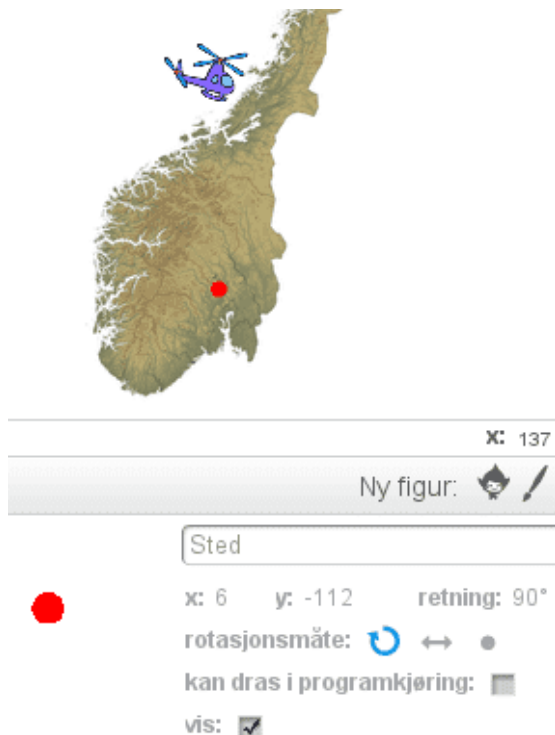 x: 137
Ny figur:
Sted
x: 6 y: -112 retning: 90°
rotasjonsmåte:
kan dras i programkjøring:
vis: